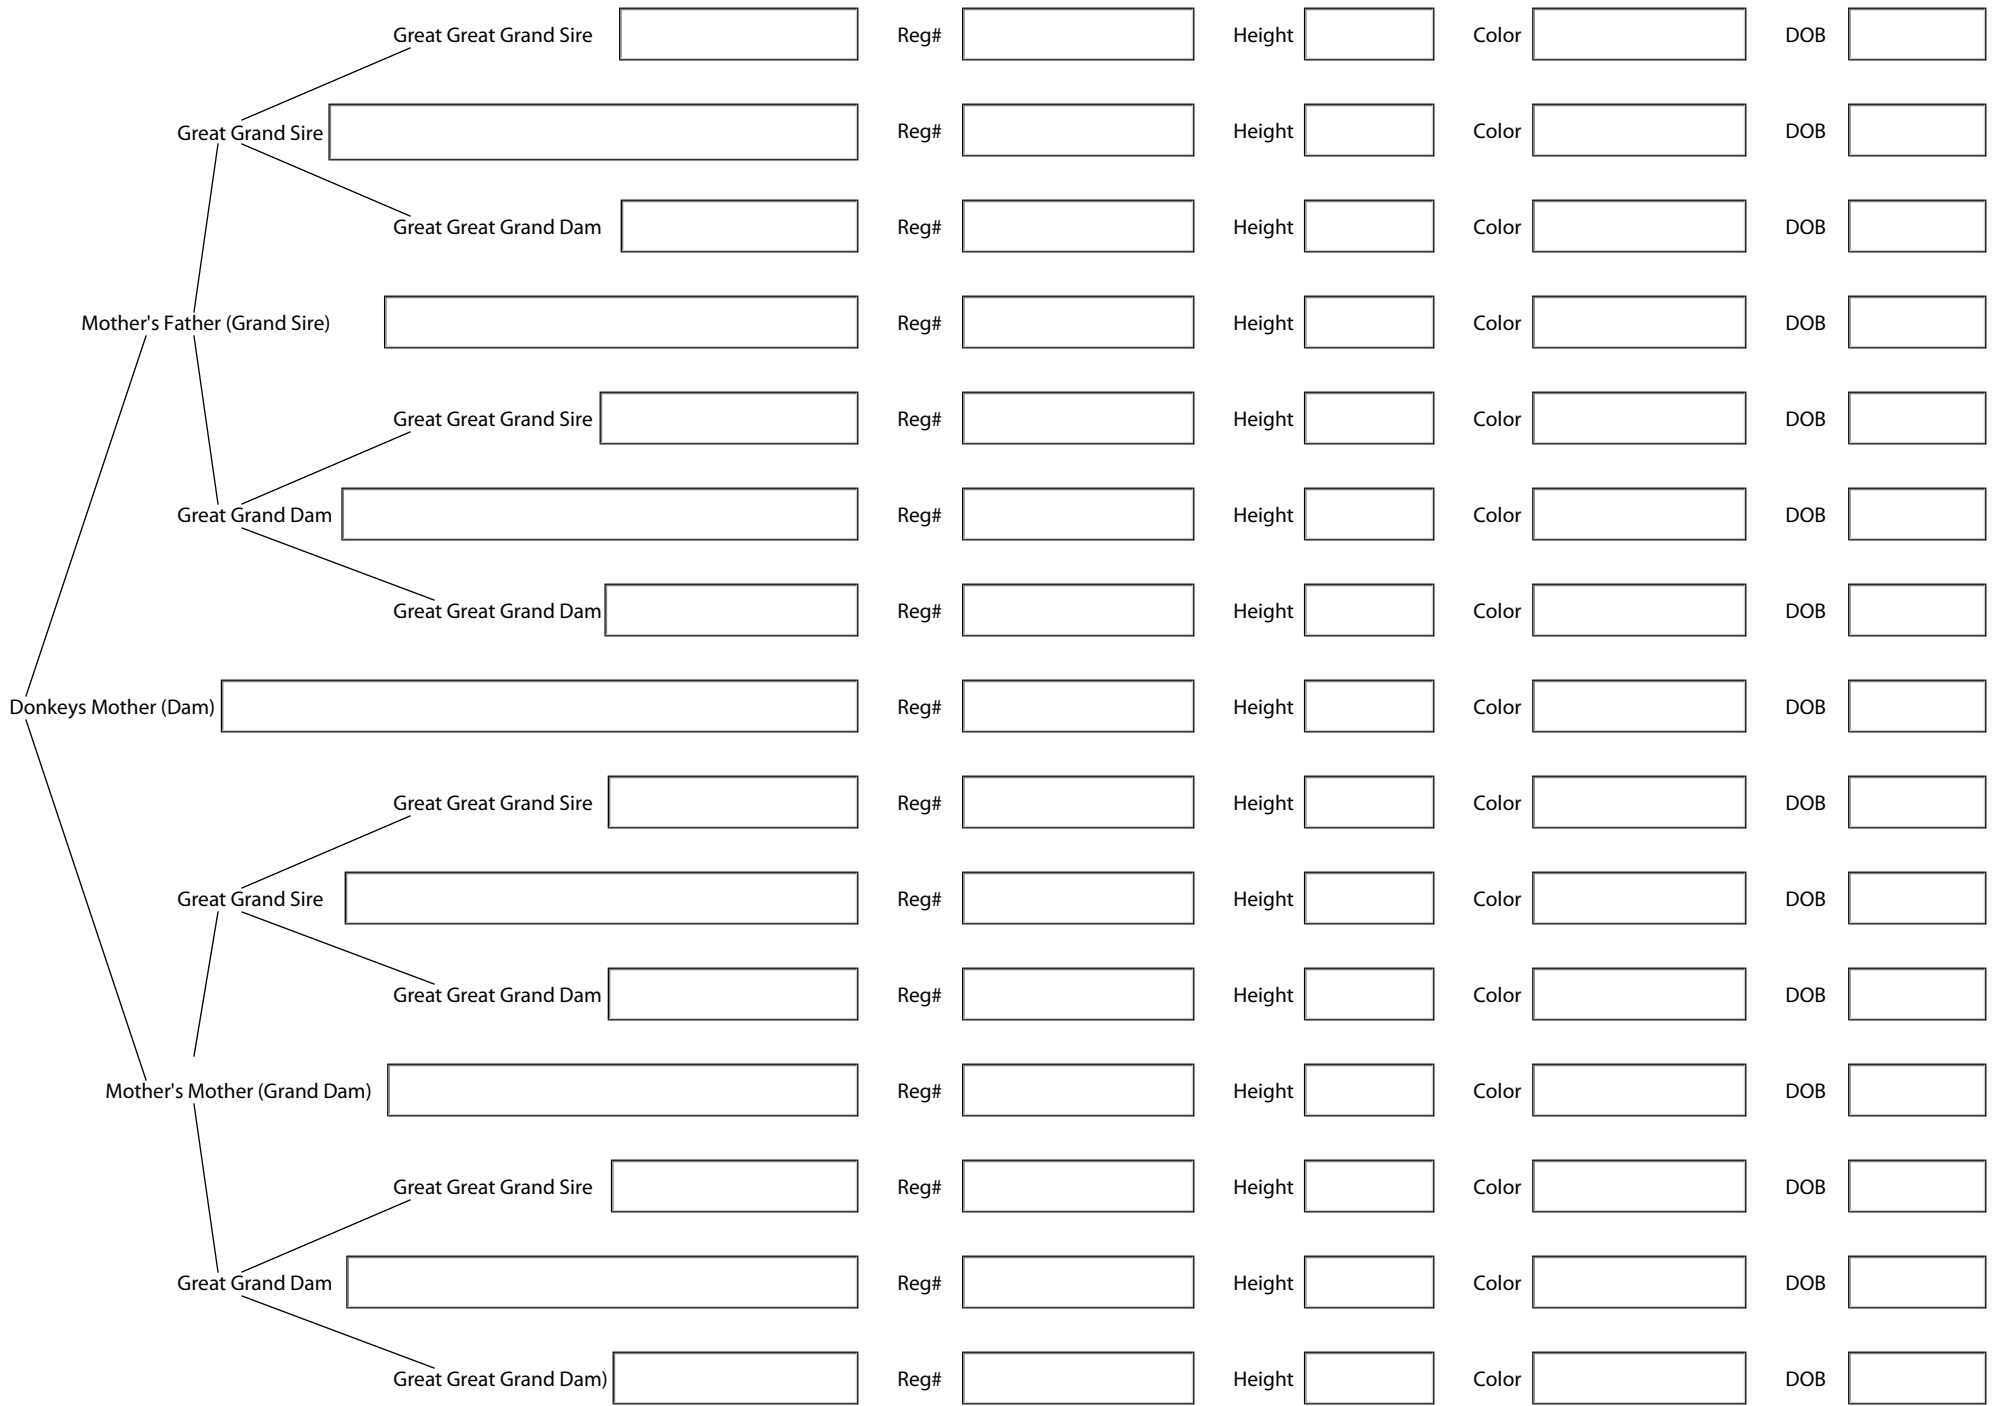 Great Great Grand Sire Reg# Height Color DOB
Great Grand Sire Reg# Height Color DOB
Great Great Grand Dam Reg# Height Color DOB
Mother's Father (Grand Sire) Reg# Height Color DOB
Great Great Grand Sire Reg# Height Color DOB
Great Grand Dam Reg# Height Color DOB
Great Great Grand Dam Reg# Height Color DOB
Donkeys Mother (Dam) Reg# Height Color DOB
Great Great Grand Sire Reg# Height Color DOB
Great Grand Sire Reg# Height Color DOB
Great Great Grand Dam Reg# Height Color DOB
Mother's Mother (Grand Dam) Reg# Height Color DOB
Great Great Grand Sire Reg# Height Color DOB
Great Grand Dam Reg# Height Color DOB
Great Great Grand Dam) Reg# Height Color DOB